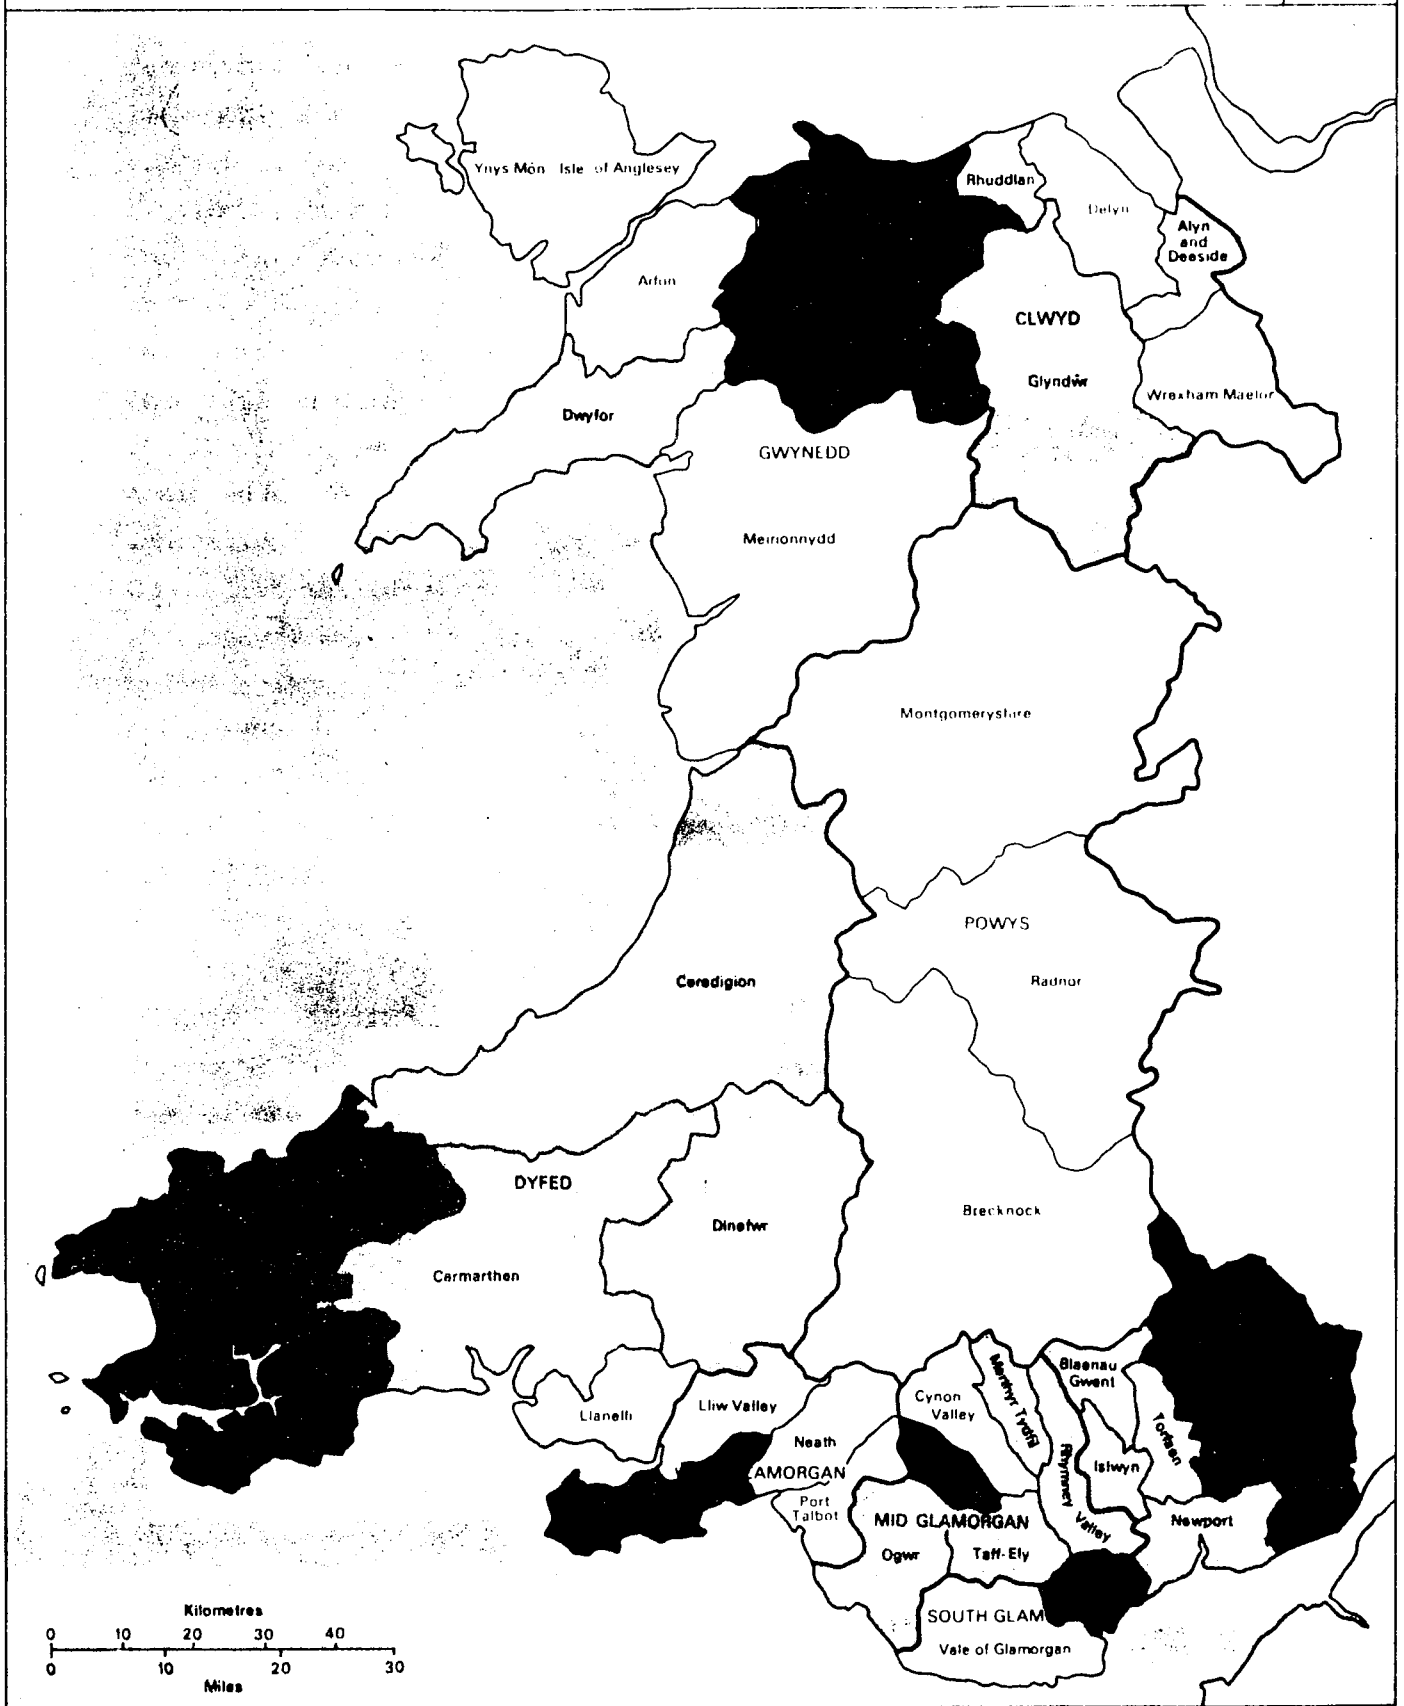 Ynys Môn Isle of Anglesey
Rhuddlan
Delyn
Alyn
and
Deeside
Arfon
CLWYD
Glyndŵr
Wrexham Maelor
Dwyfor
GWYNEDD
Meirionnydd
Montgomeryshire
POWYS
Radnor
Ceredigion
DYFED
Dinefwr
Brecknock
Carmarthen
Llanelli
Lliw Valley
Neath
LAMORGAN
Port
Talbot
Cynon
Valley
Merthyr Tydfil
Rhymney
Valley
Blaenau
Gwent
Islwyn
Torfaen
Newport
MID GLAMORGAN
Ogwr
Taff-Ely
SOUTH GLAM
Vale of Glamorgan
Kilometres
0 10 20 30 40
0 10 20 30
Miles